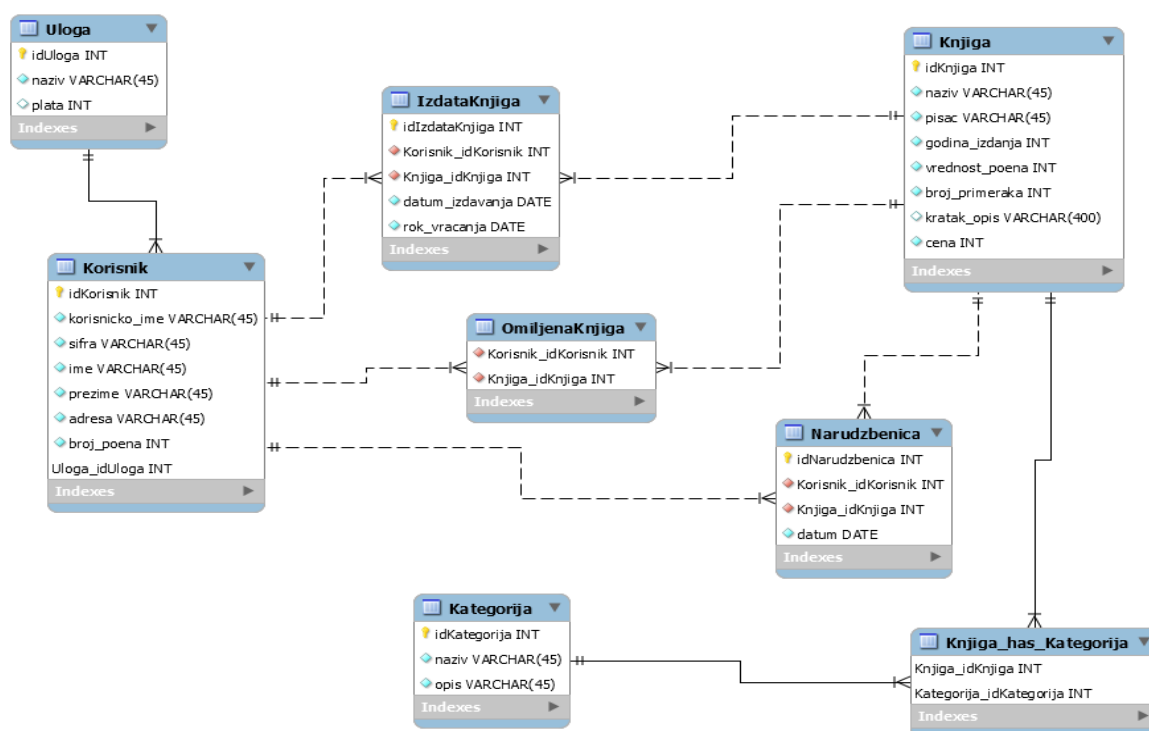 Uloga
idUloga INT
naziv VARCHAR(45)
plata INT
Indexes
Korisnik
idKorisnik INT
korisnicko_ime VARCHAR(45)
sifra VARCHAR(45)
ime VARCHAR(45)
prezime VARCHAR(45)
adresa VARCHAR(45)
broj_poena INT
Uloga_idUloga INT
Indexes
IzdataKnjiga
idIzdataKnjiga INT
Korisnik_idKorisnik INT
Knjiga_idKnjiga INT
datum_izdavanja DATE
rok_vracanja DATE
Indexes
OmiljenaKnjiga
Korisnik_idKorisnik INT
Knjiga_idKnjiga INT
Indexes
Knjiga
idKnjiga INT
naziv VARCHAR(45)
pisac VARCHAR(45)
godina_izdanja INT
vrednost_poena INT
broj_primeraka INT
kratak_opis VARCHAR(400)
cena INT
Indexes
Narudzbenica
idNarudzbenica INT
Korisnik_idKorisnik INT
Knjiga_idKnjiga INT
datum DATE
Indexes
Kategorija
idKategorija INT
naziv VARCHAR(45)
opis VARCHAR(45)
Indexes
Knjiga_has_Kategorija
Knjiga_idKnjiga INT
Kategorija_idKategorija INT
Indexes